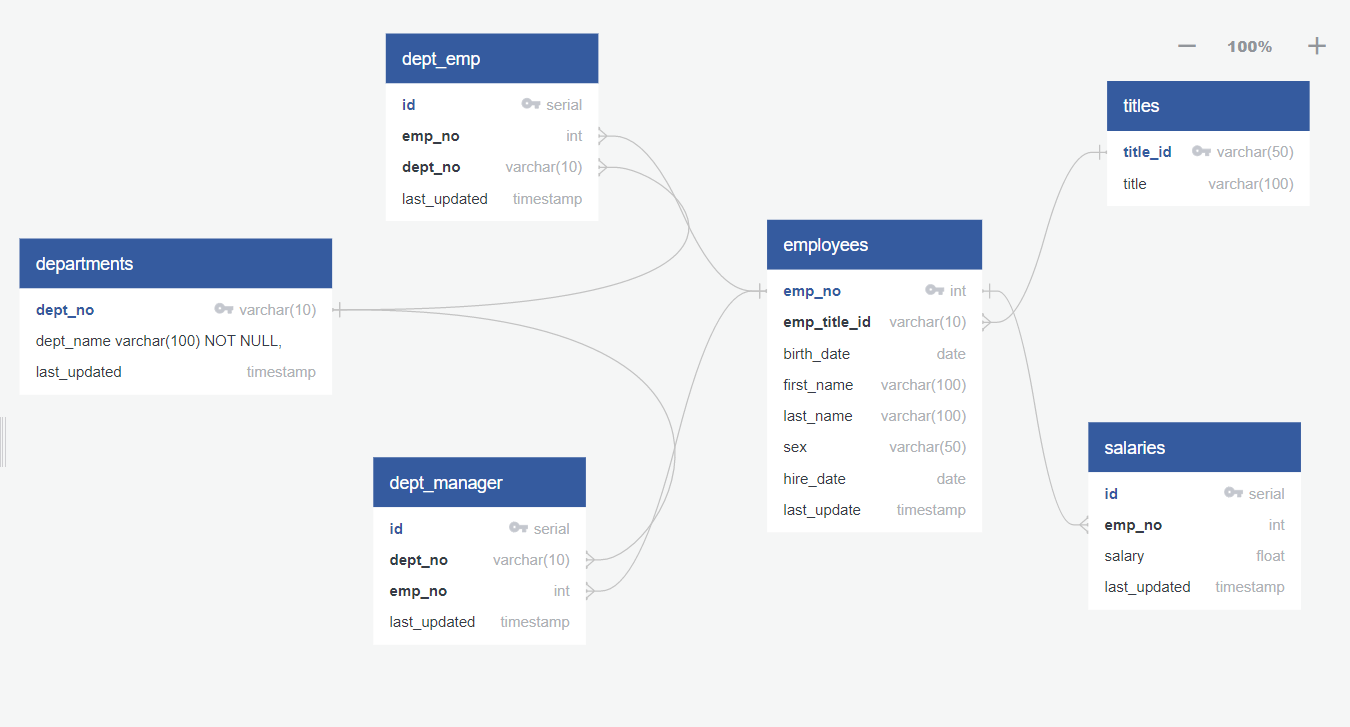 100%
dept_emp
id serial
emp_no int
dept_no varchar(10)
last_updated timestamp
titles
title_id varchar(50)
title varchar(100)
departments
dept_no varchar(10)
dept_name varchar(100) NOT NULL,
last_updated timestamp
employees
emp_no int
emp_title_id varchar(10)
birth_date date
first_name varchar(100)
last_name varchar(100)
sex varchar(50)
hire_date date
last_update timestamp
dept_manager
id serial
dept_no varchar(10)
emp_no int
last_updated timestamp
salaries
id serial
emp_no int
salary float
last_updated timestamp